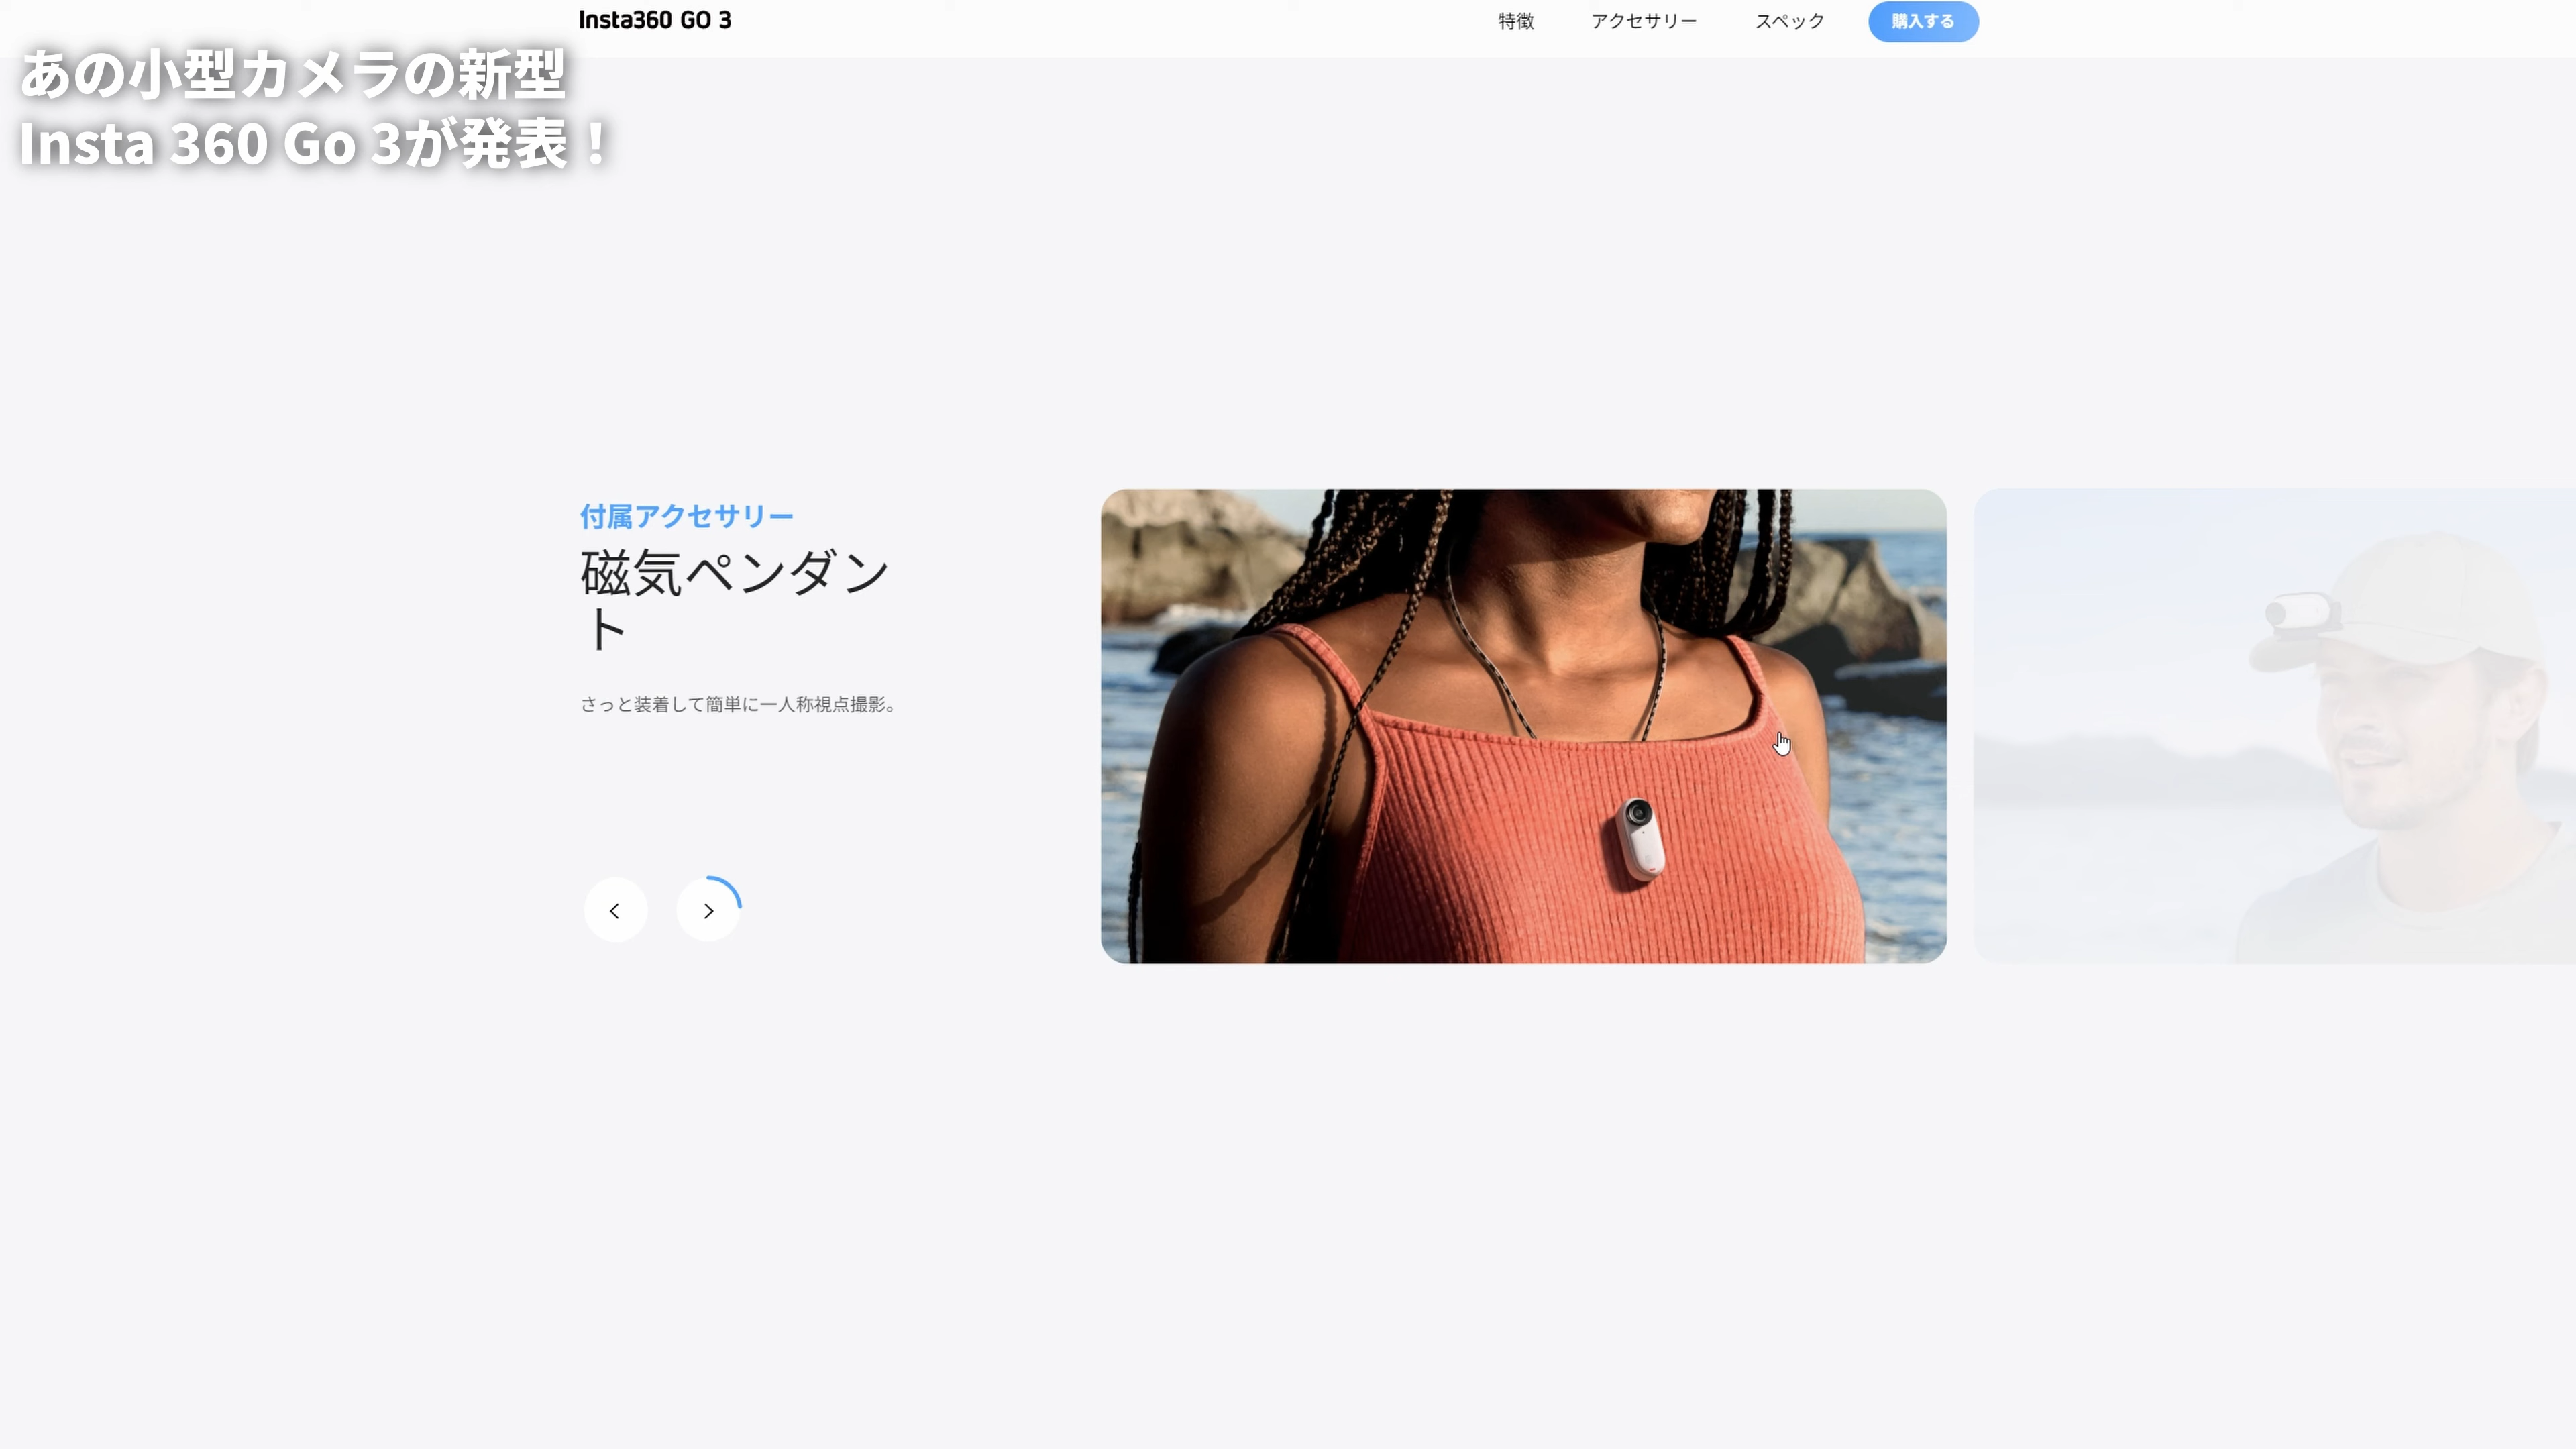 Insta360 GO 3
特徴
アクセサリー
スペック
購入する
あの小型カメラの新型
Insta 360 Go 3が発表！
付属アクセサリー
磁気ペンダン
ト
さっと装着して簡単に一人称視点撮影。